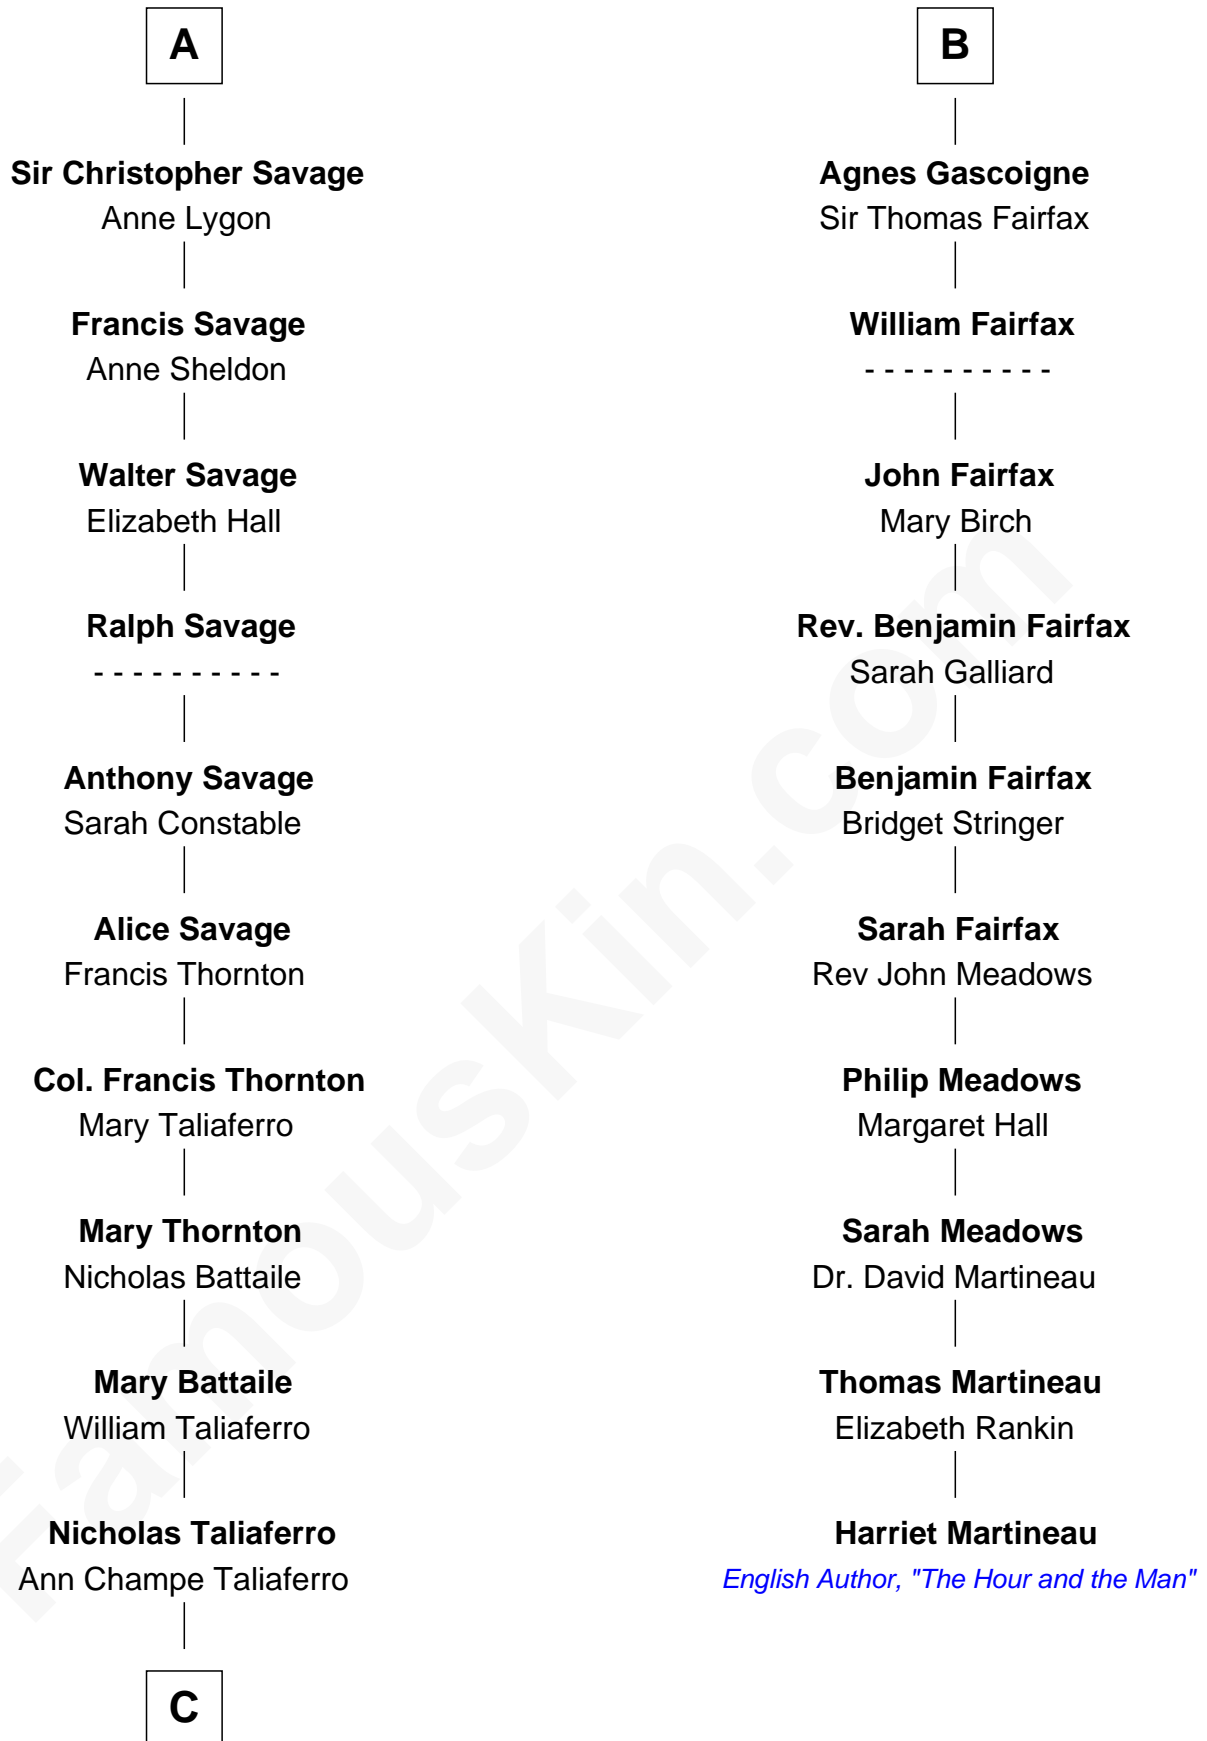 A
Sir Christopher Savage
Anne Lygon
Francis Savage
Anne Sheldon
Walter Savage
Elizabeth Hall
Ralph Savage
- - - - - - - - - -
Anthony Savage
Sarah Constable
Alice Savage
Francis Thornton
Col. Francis Thornton
Mary Taliaferro
Mary Thornton
Nicholas Battaile
Mary Battaile
William Taliaferro
Nicholas Taliaferro
Ann Champe Taliaferro
C
B
Agnes Gascoigne
Sir Thomas Fairfax
William Fairfax
- - - - - - - - - -
John Fairfax
Mary Birch
Rev. Benjamin Fairfax
Sarah Galliard
Benjamin Fairfax
Bridget Stringer
Sarah Fairfax
Rev John Meadows
Philip Meadows
Margaret Hall
Sarah Meadows
Dr. David Martineau
Thomas Martineau
Elizabeth Rankin
Harriet Martineau
English Author, "The Hour and the Man"
FamousKin.com